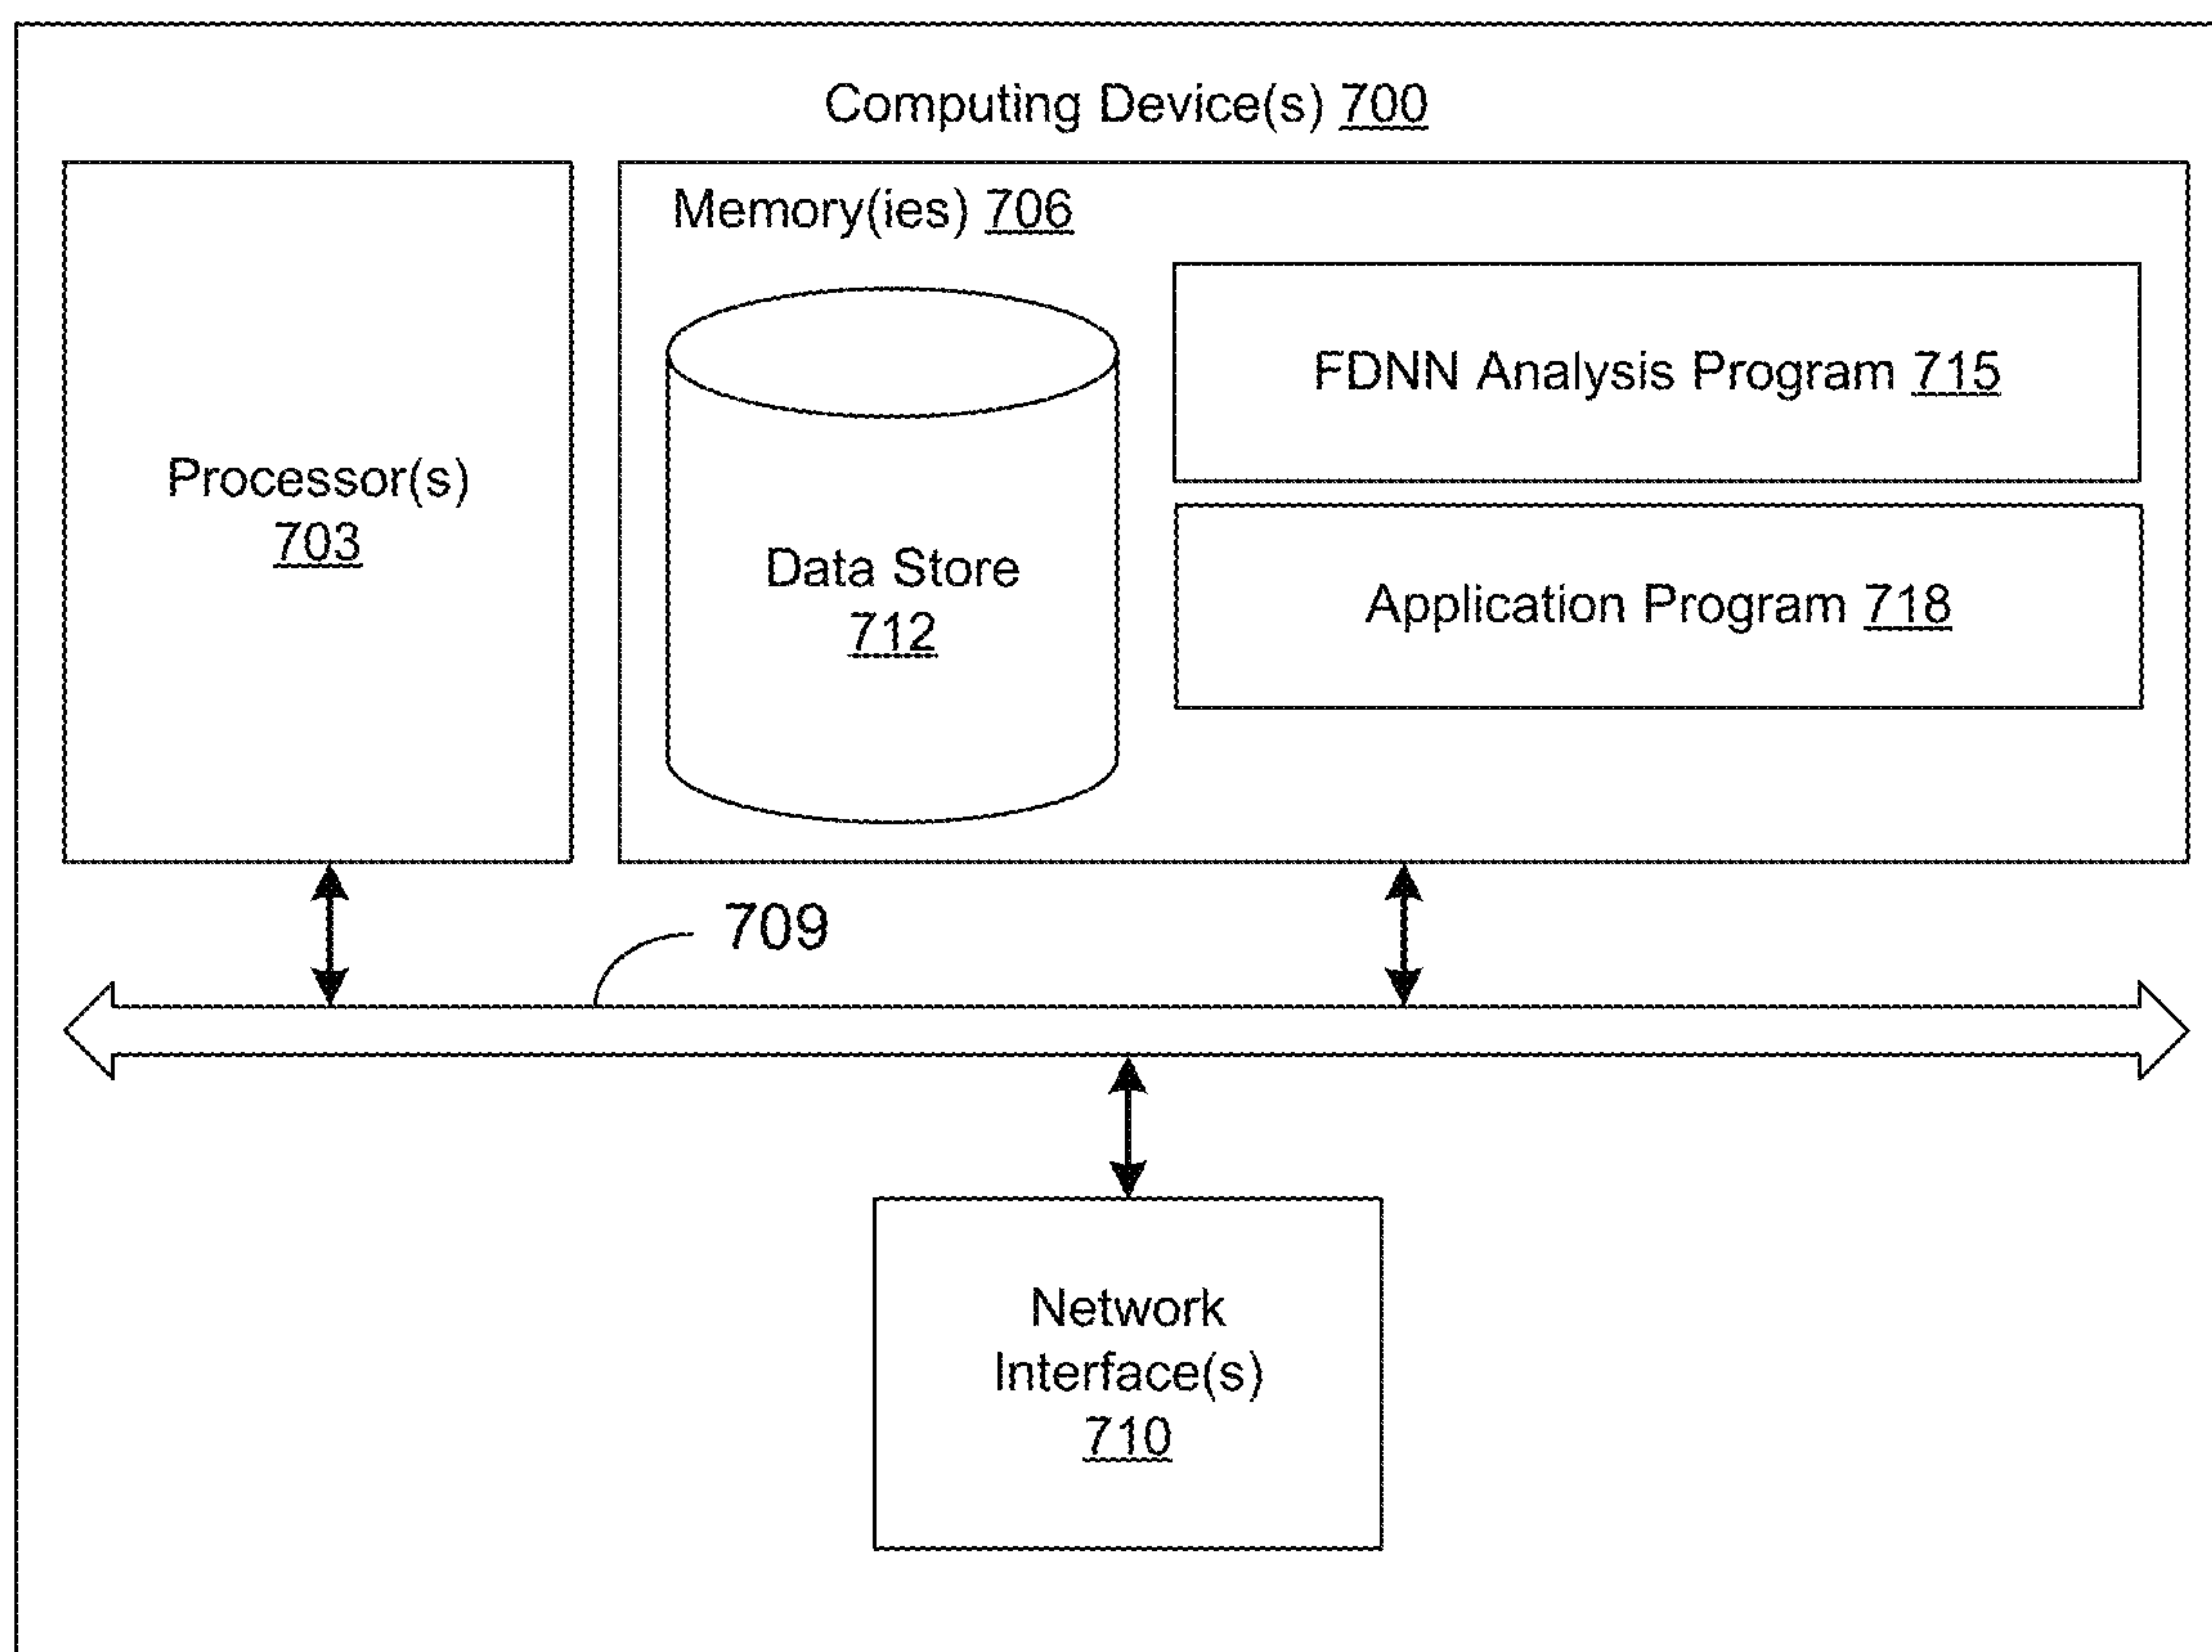 Computing Device(s) 700
Memory(ies) 706
FDNN Analysis Program 715
Processor(s)
703
Data Store
712
Application Program 718
709
Network
Interface(s)
710